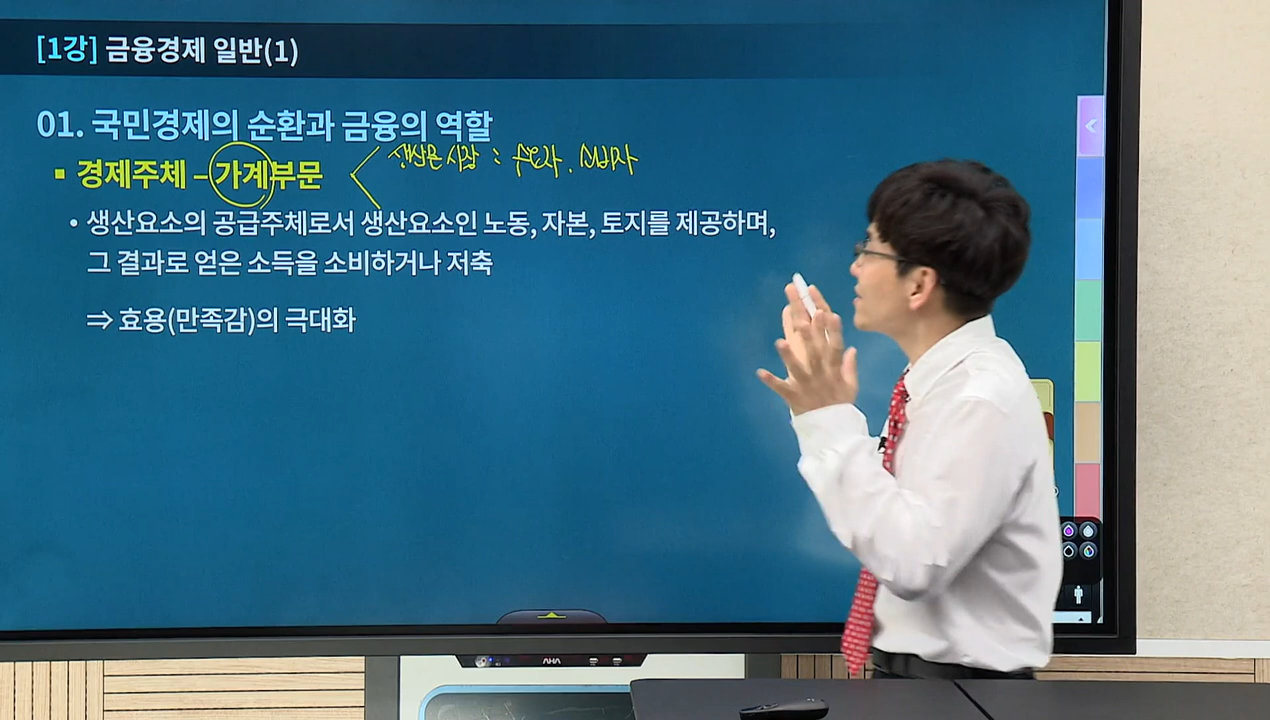 [1강] 금융경제 일반(1)
01. 국민경제의 순환과 금융의 역할
생산물시장 : 수요자, 소비자
▪ 경제주체 – 가계부문
• 생산요소의 공급주체로서 생산요소인 노동, 자본, 토지를 제공하며,
그 결과로 얻은 소득을 소비하거나 저축
⇒ 효용(만족감)의 극대화
AHA